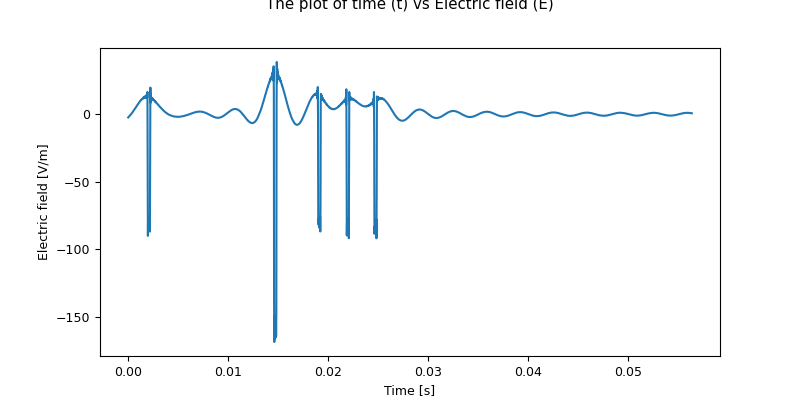 The plot of time (t) vs Electric field (E)
0
−50
−100
−150
Electric field [V/m]
0.00 0.01 0.02 0.03 0.04 0.05
Time [s]